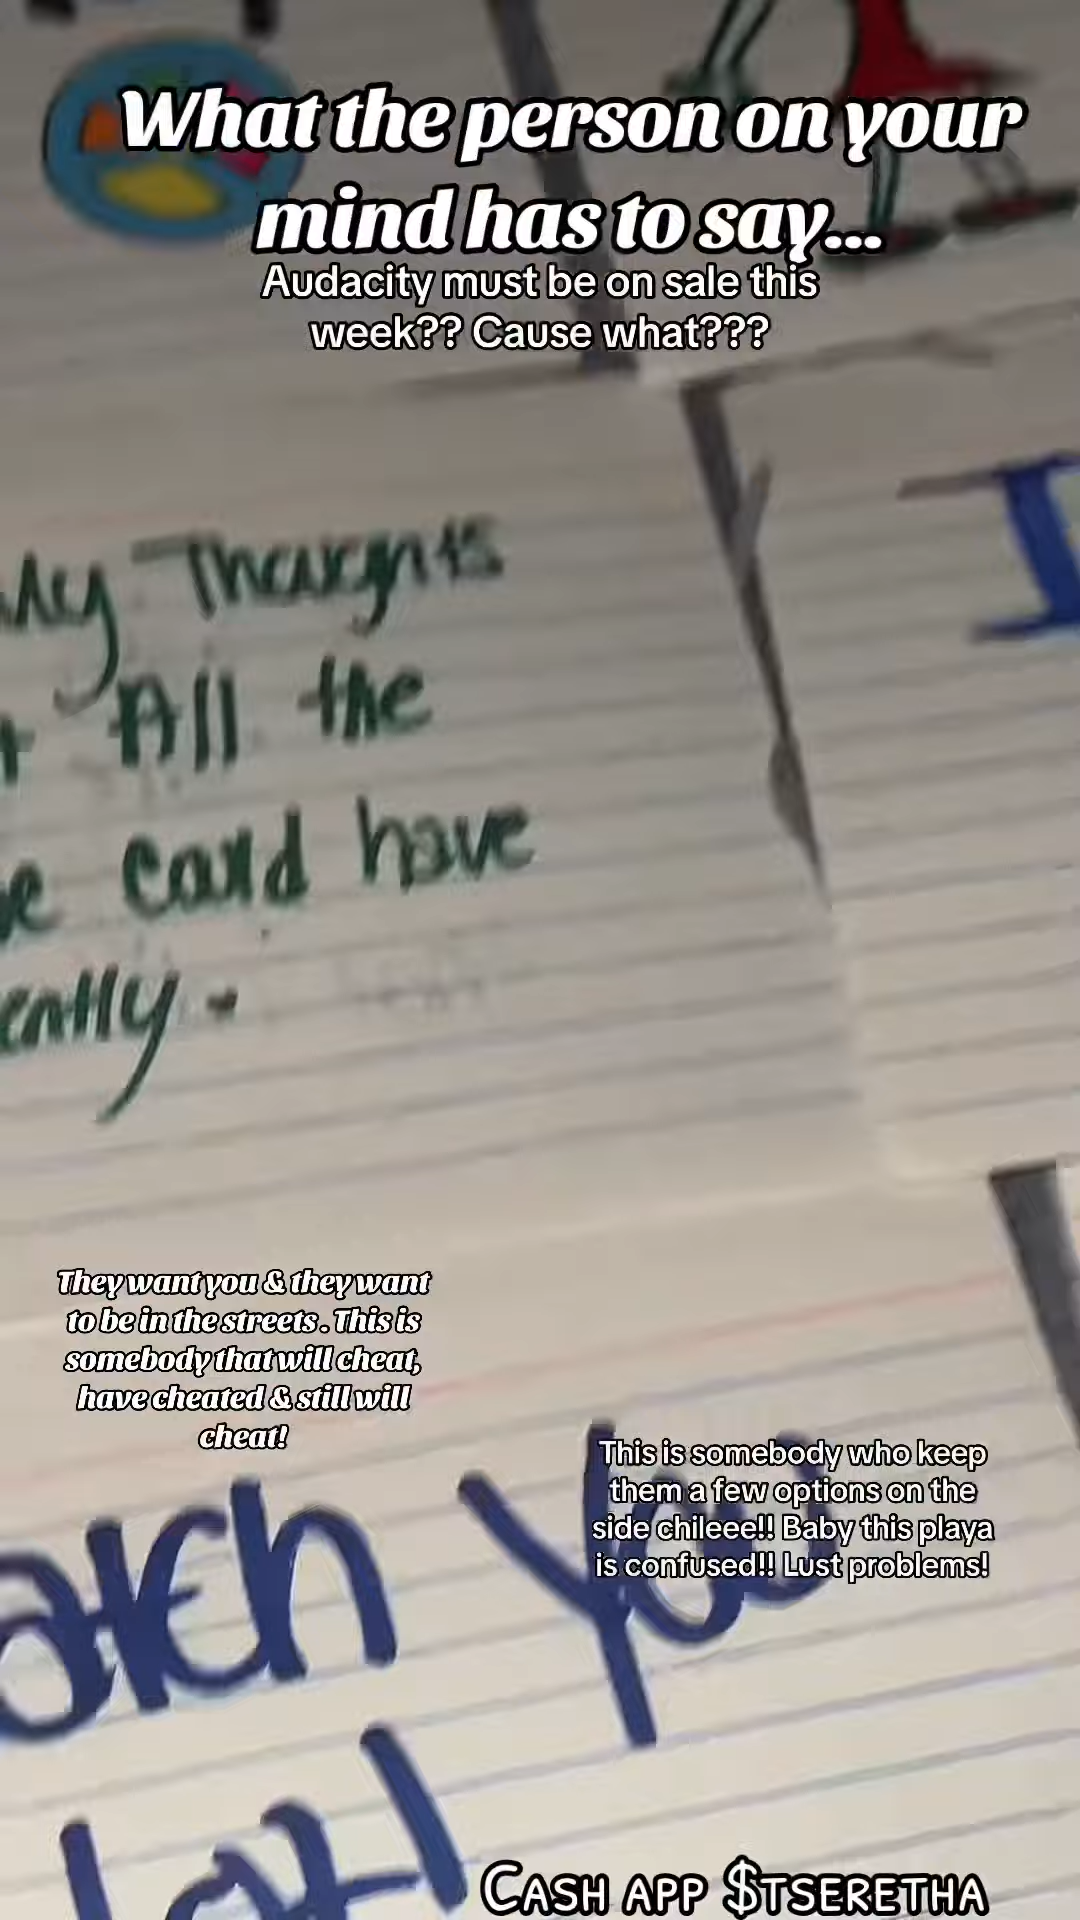 What the person on your
mind has to say...
Audacity must be on sale this
week?? Cause what???
My Thoughts
All the
card have
They want you & they want
to be in the streets . This is
somebody that will cheat,
have cheated & still will
cheat!
This is somebody who keep
them a few options on the
side chileee!! Baby this playa
is confused!! Lust problems!
You
CASH APP $TSERETHA